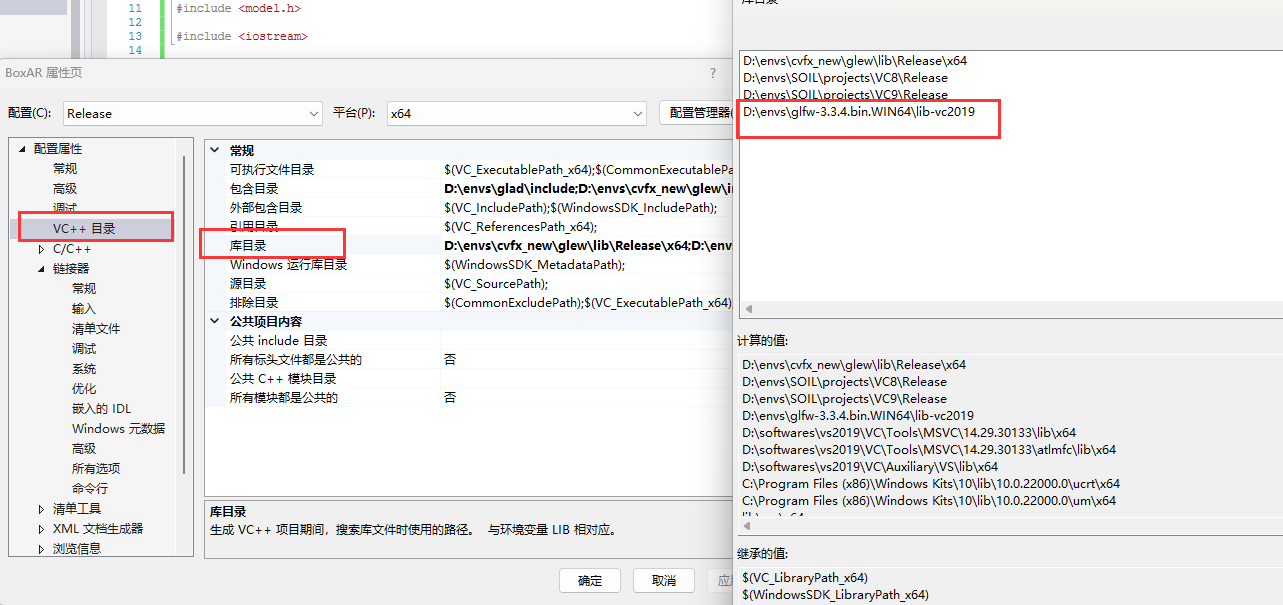 11 #include <model.h>
12
13 #include <iostream>
14
BoxAR 属性页 ?
配置(C): Release 平台(P): x64 配置管理器(
配置属性
常规
高级
调试
VC++ 目录
C/C++
链接器
常规
输入
清单文件
调试
系统
优化
嵌入的 IDL
Windows 元数据
高级
所有选项
命令行
清单工具
XML 文档生成器
浏览信息
常规
可执行文件目录 $(VC_ExecutablePath_x64);$(CommonExecutablePa
包含目录 D:\envs\glad\include;D:\envs\cvfx_new\glew\i
外部包含目录 $(VC_IncludePath);$(WindowsSDK_IncludePath);
引用目录 $(VC_ReferencesPath_x64);
库目录 D:\envs\cvfx_new\glew\lib\Release\x64;D:\env
Windows 运行库目录 $(WindowsSDK_MetadataPath);
源目录 $(VC_SourcePath);
排除目录 $(CommonExcludePath);$(VC_ExecutablePath_x64)
公共项目内容
公共 include 目录
所有标头文件都是公共的 否
公共 C++ 模块目录
所有模块都是公共的 否
库目录
生成 VC++ 项目期间，搜索库文件时使用的路径。 与环境变量 LIB 相对应。
确定 取消 应
库目录
D:\envs\cvfx_new\glew\lib\Release\x64
D:\envs\SOIL\projects\VC8\Release
D:\envs\SOIL\projects\VC9\Release
D:\envs\glfw-3.3.4.bin.WIN64\lib-vc2019
计算的值:
D:\envs\cvfx_new\glew\lib\Release\x64
D:\envs\SOIL\projects\VC8\Release
D:\envs\SOIL\projects\VC9\Release
D:\envs\glfw-3.3.4.bin.WIN64\lib-vc2019
D:\softwares\vs2019\VC\Tools\MSVC\14.29.30133\lib\x64
D:\softwares\vs2019\VC\Tools\MSVC\14.29.30133\atlmfc\lib\x64
D:\softwares\vs2019\VC\Auxiliary\VS\lib\x64
C:\Program Files (x86)\Windows Kits\10\lib\10.0.22000.0\ucrt\x64
C:\Program Files (x86)\Windows Kits\10\lib\10.0.22000.0\um\x64
继承的值:
$(VC_LibraryPath_x64)
$(WindowsSDK_LibraryPath_x64)